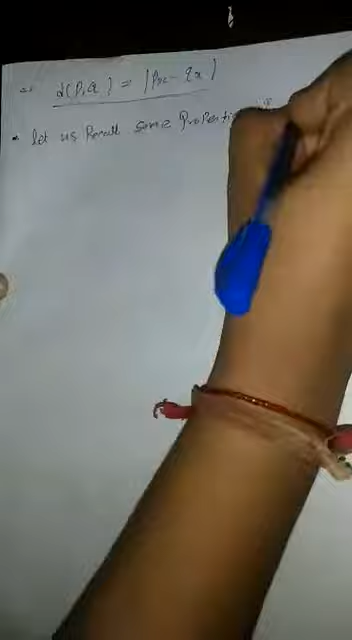 ∴ d(P,Q) = |Px - Qx|
• let us Recall some Properti